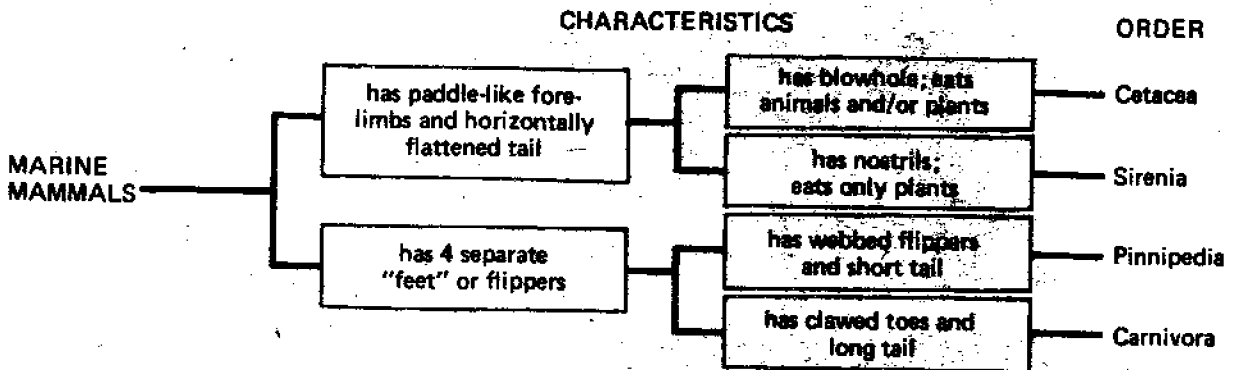 CHARACTERISTICS
ORDER
MARINE
MAMMALS
has paddle-like fore-
limbs and horizontally
flattened tail
has blowhole; eats
animals and/or plants
Cetacea
has nostrils;
eats only plants
Sirenia
has 4 separate
"feet" or flippers
has webbed flippers
and short tail
Pinnipedia
has clawed toes and
long tail
Carnivora